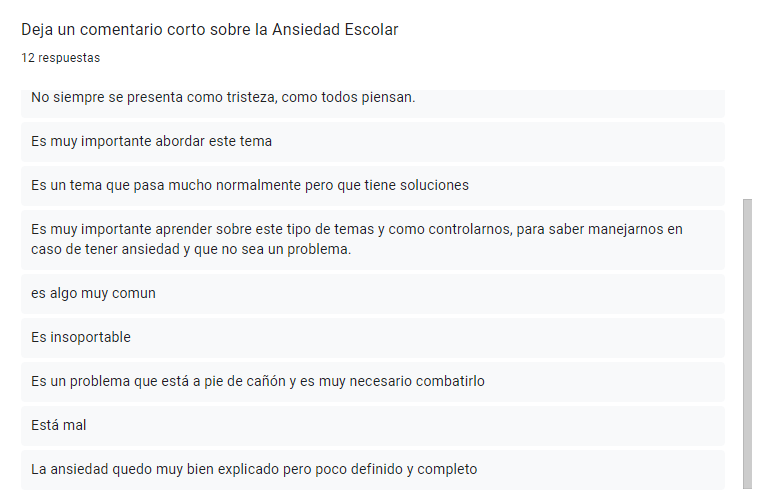 Deja un comentario corto sobre la Ansiedad Escolar
12 respuestas
No siempre se presenta como tristeza, como todos piensan.
Es muy importante abordar este tema
Es un tema que pasa mucho normalmente pero que tiene soluciones
Es muy importante aprender sobre este tipo de temas y como controlarnos, para saber manejarnos en
caso de tener ansiedad y que no sea un problema.
es algo muy comun
Es insoportable
Es un problema que está a pie de cañón y es muy necesario combatirlo
Está mal
La ansiedad quedo muy bien explicado pero poco definido y completo